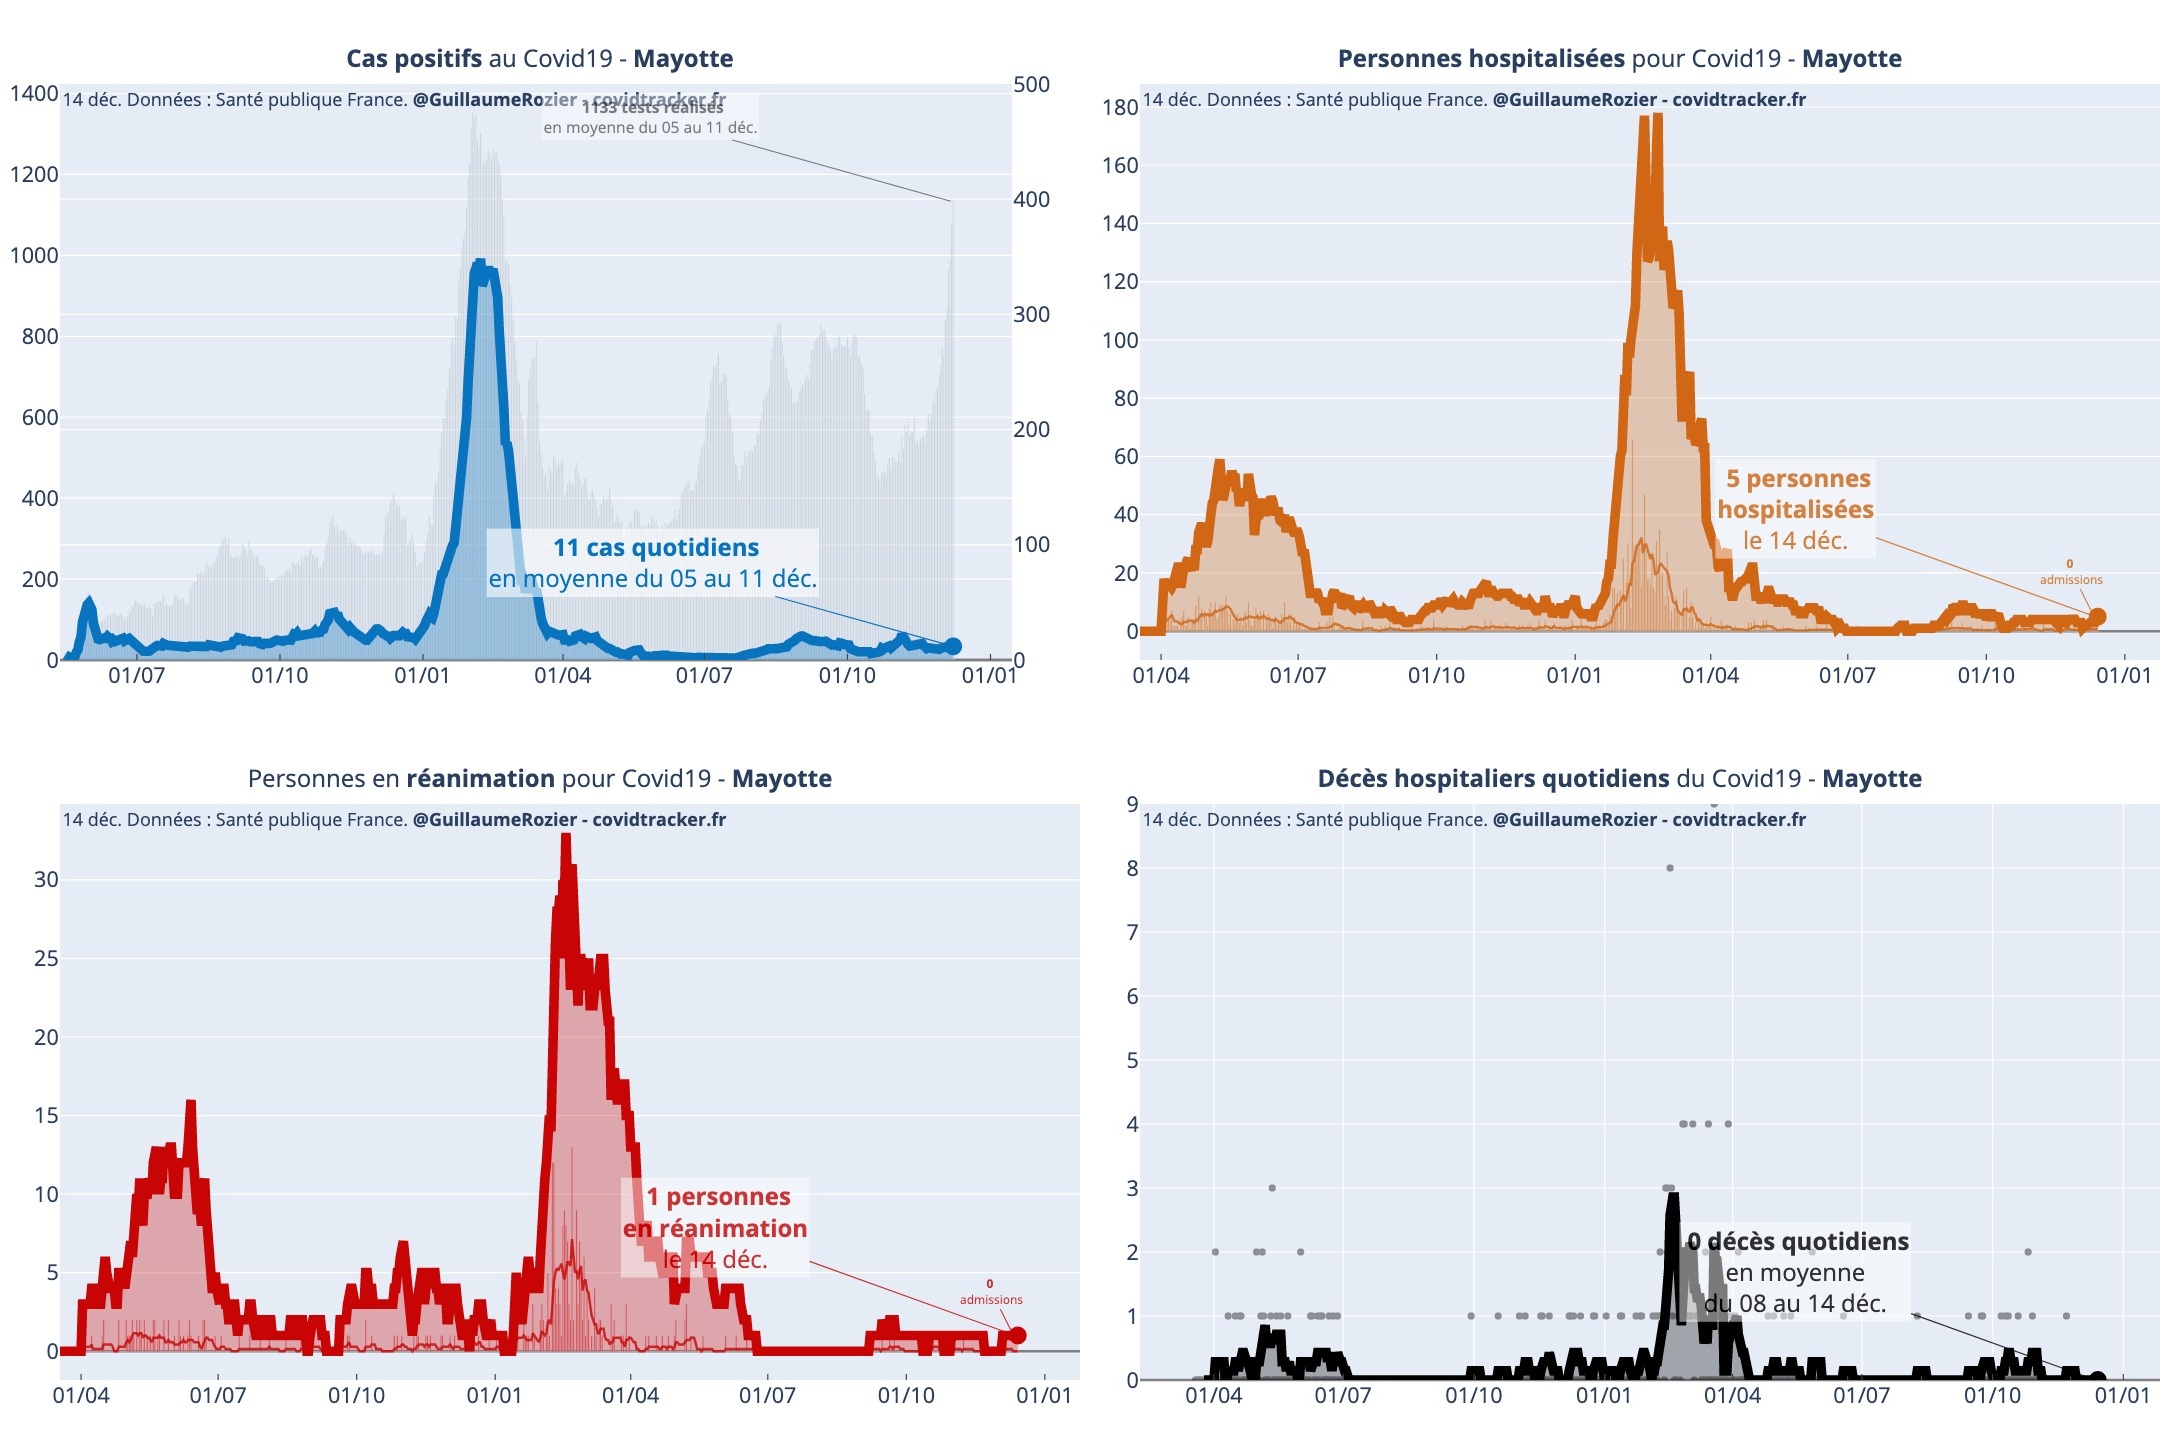 Cas positifs au Covid19 - Mayotte
14 déc. Données : Santé publique France. @GuillaumeRozier - covidtracker.fr
1133 tests réalisés
en moyenne du 05 au 11 déc.
1400
1200
1000
800
600
400
200
0
500
400
300
200
100
0
11 cas quotidiens
en moyenne du 05 au 11 déc.
01/07 01/10 01/01 01/04 01/07 01/10 01/01
Personnes hospitalisées pour Covid19 - Mayotte
14 déc. Données : Santé publique France. @GuillaumeRozier - covidtracker.fr
180
160
140
120
100
80
60
40
20
0
5 personnes
hospitalisées
le 14 déc.
0
admissions
01/04 01/07 01/10 01/01 01/04 01/07 01/10 01/01
Personnes en réanimation pour Covid19 - Mayotte
14 déc. Données : Santé publique France. @GuillaumeRozier - covidtracker.fr
30
25
20
15
10
5
0
1 personnes
en réanimation
le 14 déc.
0
admissions
01/04 01/07 01/10 01/01 01/04 01/07 01/10 01/01
Décès hospitaliers quotidiens du Covid19 - Mayotte
14 déc. Données : Santé publique France. @GuillaumeRozier - covidtracker.fr
9
8
7
6
5
4
3
2
1
0
0 décès quotidiens
en moyenne
du 08 au 14 déc.
01/04 01/07 01/10 01/01 01/04 01/07 01/10 01/01